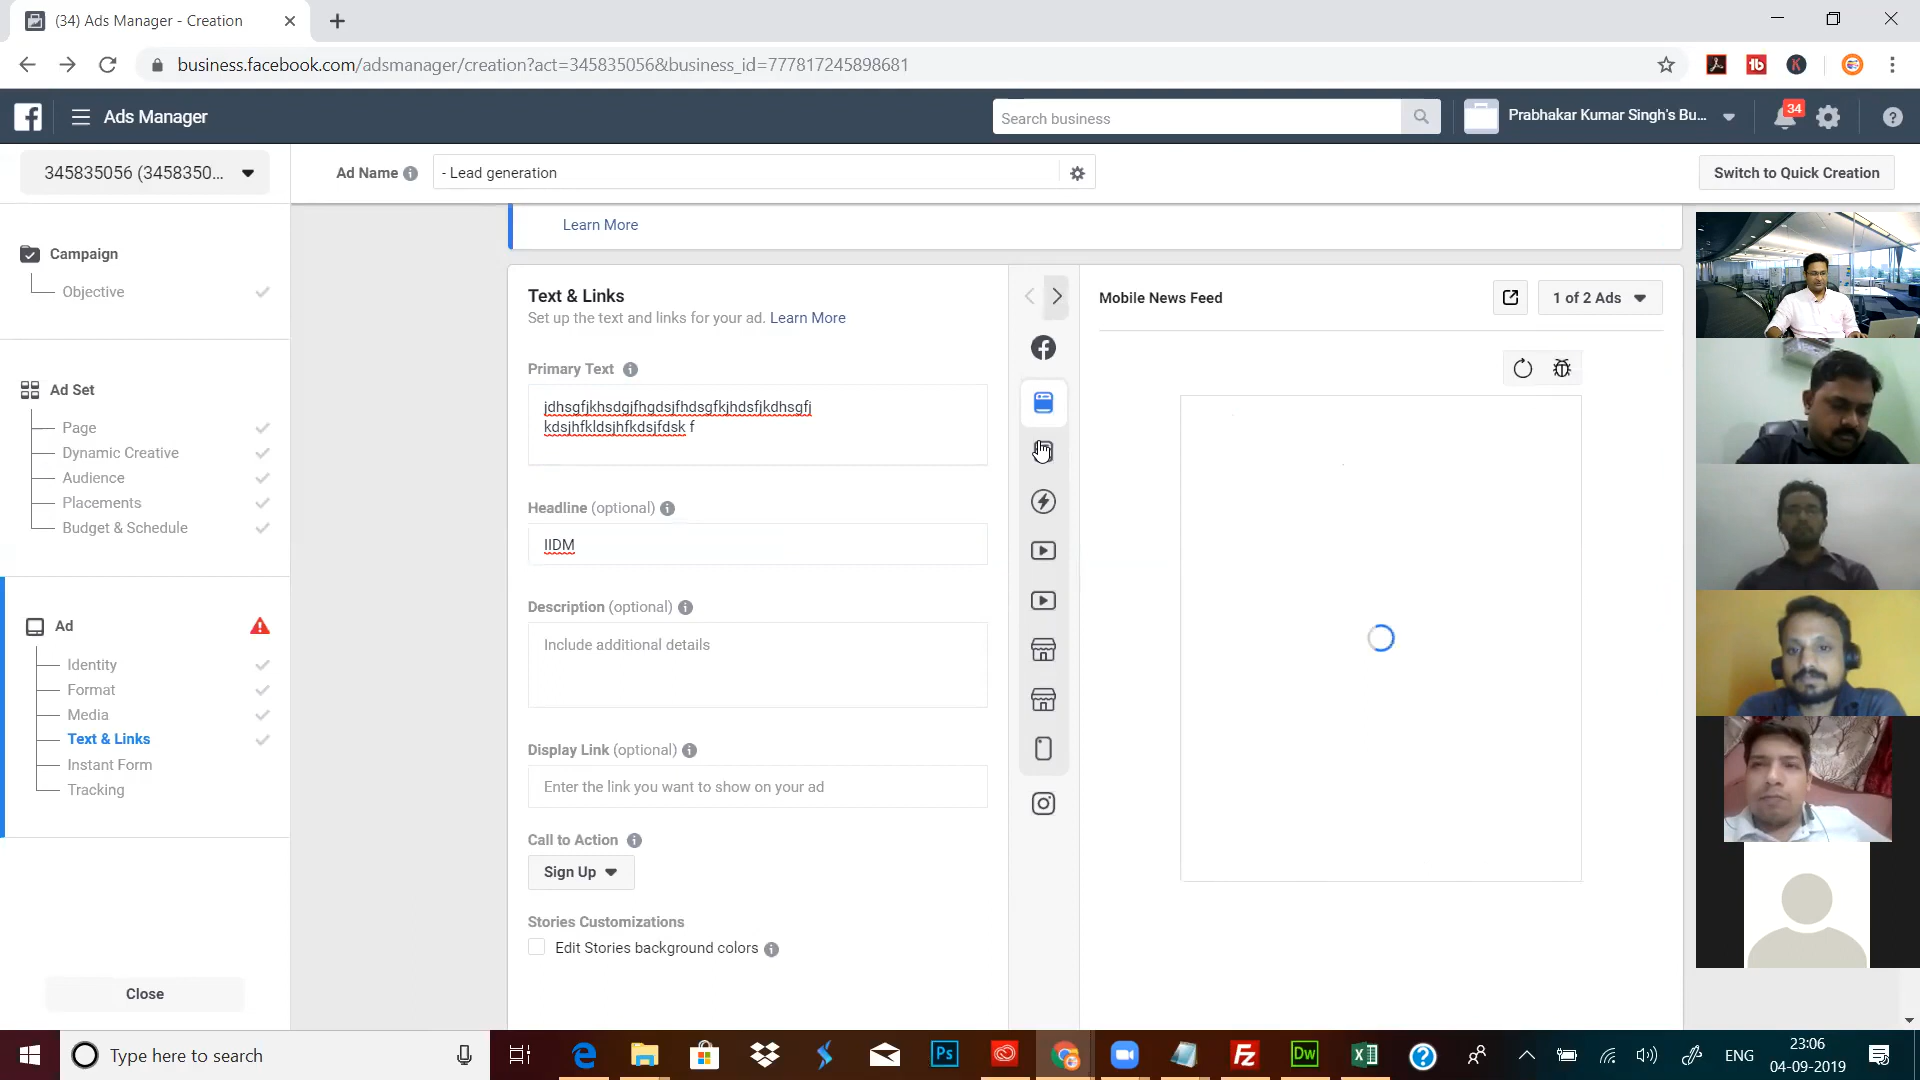 (34) Ads Manager - Creation
business.facebook.com/adsmanager/creation?act=345835056&business_id=777817245898681
Ads Manager
Search business
Prabhakar Kumar Singh's Bu...
34
345835056 (3458350...
Ad Name
- Lead generation
Switch to Quick Creation
Learn More
Campaign
Objective
Ad Set
Page
Dynamic Creative
Audience
Placements
Budget & Schedule
Ad
Identity
Format
Media
Text & Links
Instant Form
Tracking
Close
Text & Links
Set up the text and links for your ad. Learn More
Primary Text
jdhsgfjkhsdgjfhgdsjfhdsgfkjhdsfjkdhsgfj
kdsjhfkldsjhfkdsjfdsk f
Headline (optional)
IIDM
Description (optional)
Include additional details
Display Link (optional)
Enter the link you want to show on your ad
Call to Action
Sign Up
Stories Customizations
Edit Stories background colors
Mobile News Feed
1 of 2 Ads
Type here to search
Ps
Fz
Dw
ENG
23:06
04-09-2019